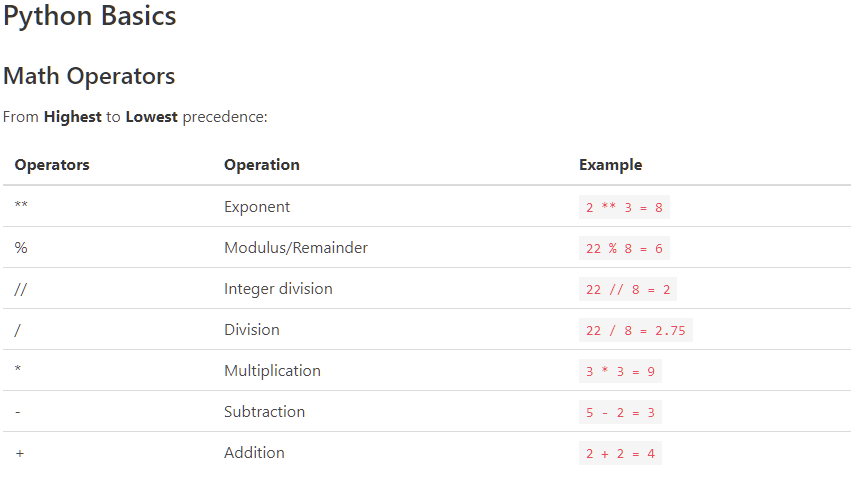 Python Basics
Math Operators
From Highest to Lowest precedence:
Operators Operation Example
** Exponent 2 ** 3 = 8
% Modulus/Remainder 22 % 8 = 6
// Integer division 22 // 8 = 2
/ Division 22 / 8 = 2.75
* Multiplication 3 * 3 = 9
- Subtraction 5 - 2 = 3
+ Addition 2 + 2 = 4